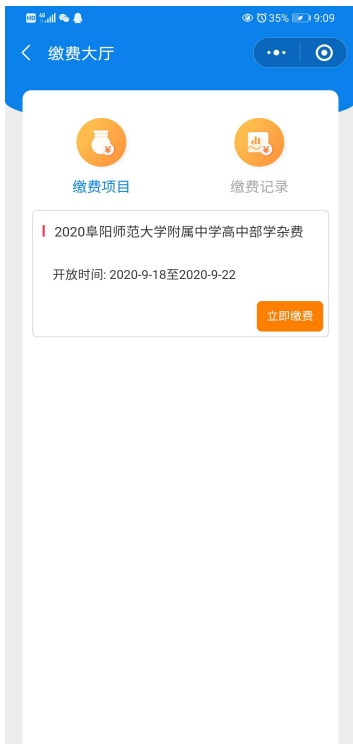 HD 46 35% 9:09
缴费大厅
缴费项目 缴费记录
2020阜阳师范大学附属中学高中部学杂费
开放时间: 2020-9-18至2020-9-22
立即缴费